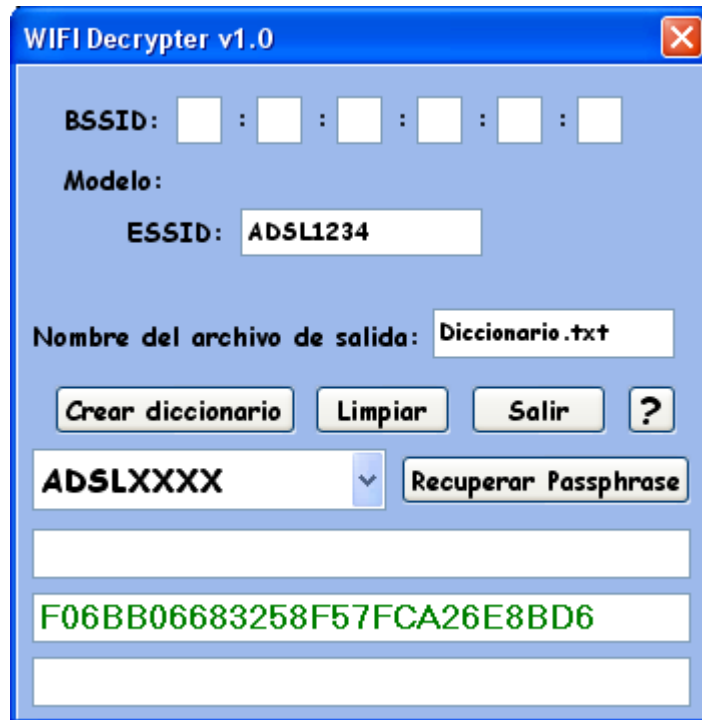 WIFI Decrypter v1.0
BSSID: : : : : :
Modelo:
ESSID: ADSL1234
Nombre del archivo de salida: Diccionario.txt
Crear diccionario Limpiar Salir ?
ADSLXXXX Recuperar Passphrase
F06BB06683258F57FCA26E8BD6